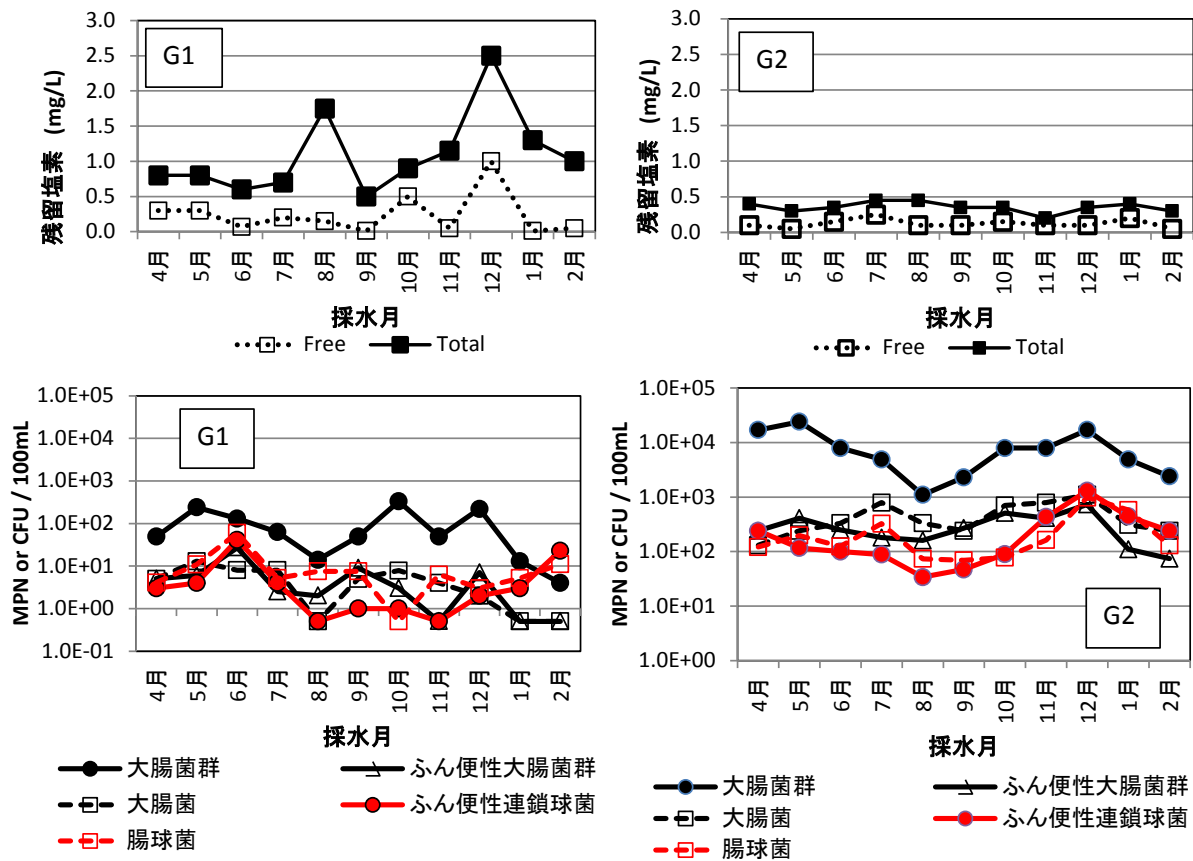 G1
残留塩素 (mg/L)
3.0
2.5
2.0
1.5
1.0
0.5
0.0
4月 5月 6月 7月 8月 9月 10月 11月 12月 1月 2月
採水月
Free Total
G2
残留塩素 (mg/L)
3.0
2.5
2.0
1.5
1.0
0.5
0.0
4月 5月 6月 7月 8月 9月 10月 11月 12月 1月 2月
採水月
Free Total
G1
MPN or CFU / 100mL
1.0E+05
1.0E+04
1.0E+03
1.0E+02
1.0E+01
1.0E+00
1.0E-01
4月 5月 6月 7月 8月 9月 10月 11月 12月 1月 2月
採水月
大腸菌群 ふん便性大腸菌群
大腸菌 ふん便性連鎖球菌
腸球菌
G2
MPN or CFU / 100mL
1.0E+05
1.0E+04
1.0E+03
1.0E+02
1.0E+01
1.0E+00
4月 5月 6月 7月 8月 9月 10月 11月 12月 1月 2月
採水月
大腸菌群 ふん便性大腸菌群
大腸菌 ふん便性連鎖球菌
腸球菌